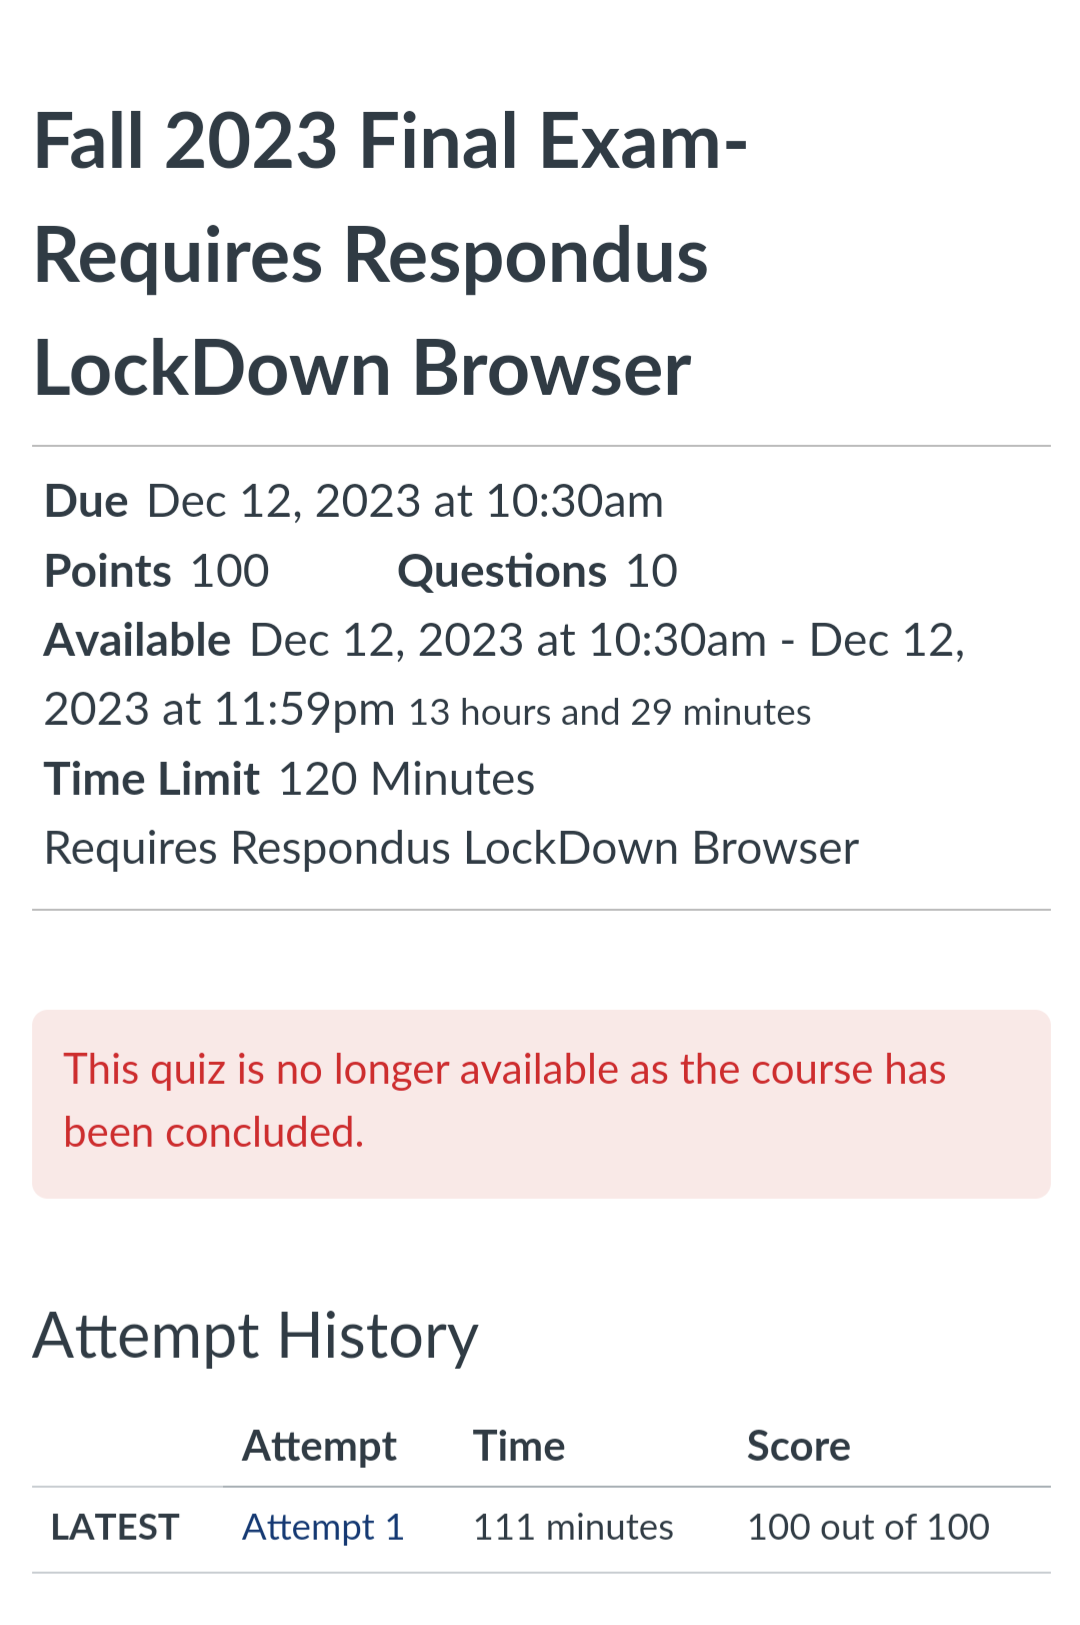 Fall 2023 Final Exam-
Requires Respondus
LockDown Browser
Due Dec 12, 2023 at 10:30am
Points 100 Questions 10
Available Dec 12, 2023 at 10:30am - Dec 12,
2023 at 11:59pm 13 hours and 29 minutes
Time Limit 120 Minutes
Requires Respondus LockDown Browser
This quiz is no longer available as the course has
been concluded.
Attempt History
Attempt Time Score
LATEST Attempt 1 111 minutes 100 out of 100